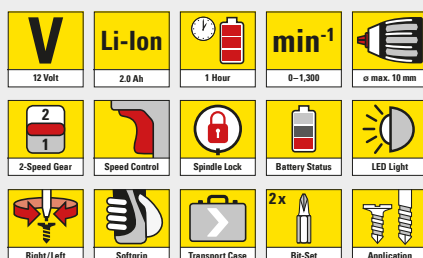 V
12 Volt
Li-Ion
2.0 Ah
1 Hour
min⁻¹
0–1,300
ø max. 10 mm
2
1
2-Speed Gear
Speed Control
Spindle Lock
Battery Status
LED Light
Right/Left
Softgrip
Transport Case
2 x
Bit-Set
Application